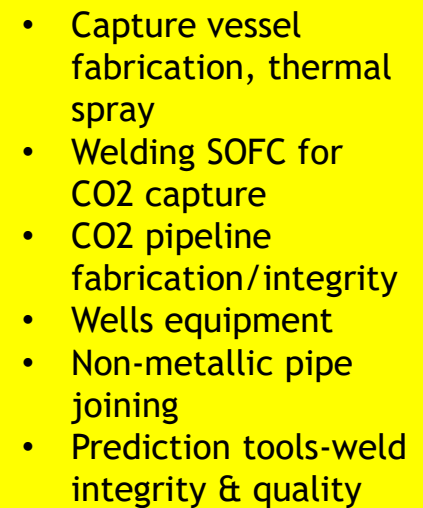 • Capture vessel
fabrication, thermal
spray
• Welding SOFC for
CO2 capture
• CO2 pipeline
fabrication/integrity
• Wells equipment
• Non-metallic pipe
joining
• Prediction tools-weld
integrity & quality